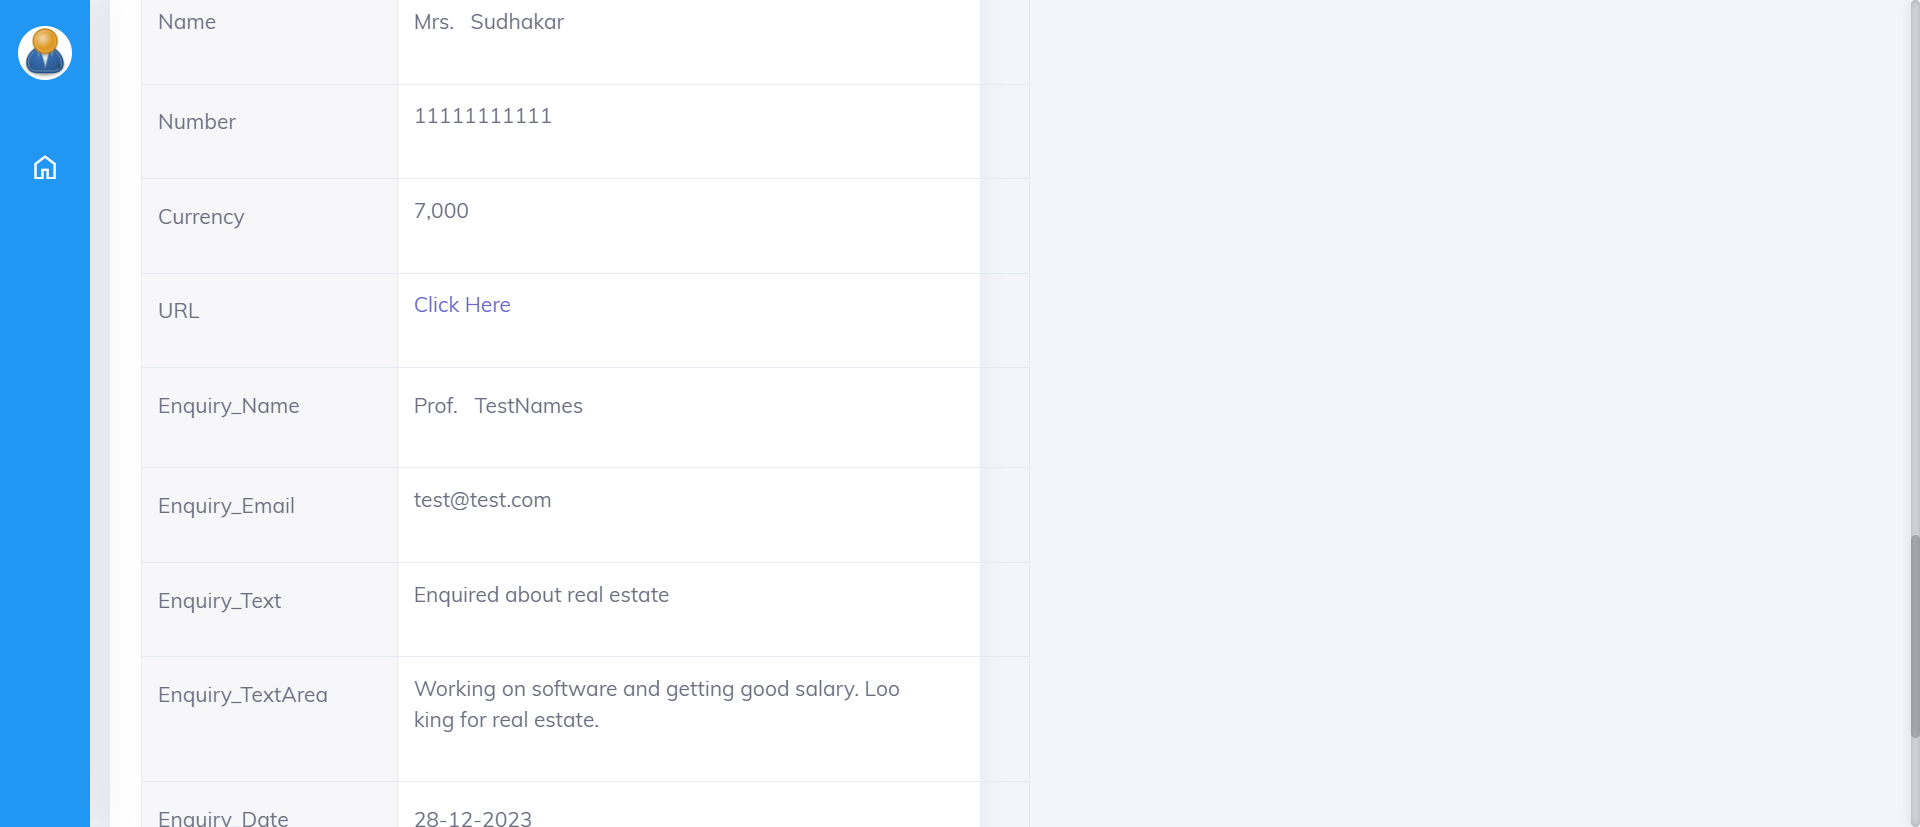 Name Mrs. Sudhakar
Number 11111111111
Currency 7,000
URL Click Here
Enquiry_Name Prof. TestNames
Enquiry_Email test@test.com
Enquiry_Text Enquired about real estate
Enquiry_TextArea Working on software and getting good salary. Loo
king for real estate.
Enquiry_Date 28-12-2023